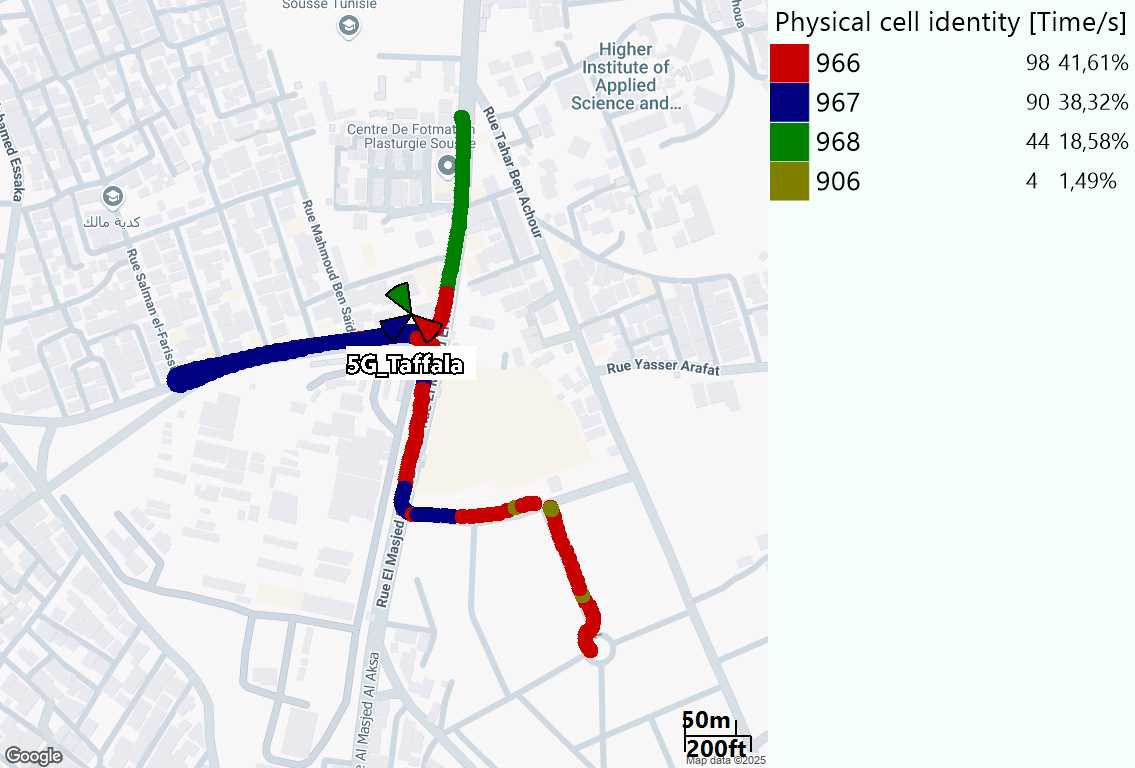 Sousse Tunisie
Higher
Institute of
Applied
Science and...
Rue Tahar Ben Achour
Centre De Fotmation
Plasturgie Sousse
كدية مالك
Rue Mahmoud Ben Said
Rue Salman el-Farissi
5G_Taffala
Rue Yasser Arafat
Rue El Masjed
Al Masjed Al Aksa
50m
200ft
Google
Map data ©2025
Physical cell identity [Time/s]
966 98 41,61%
967 90 38,32%
968 44 18,58%
906 4 1,49%